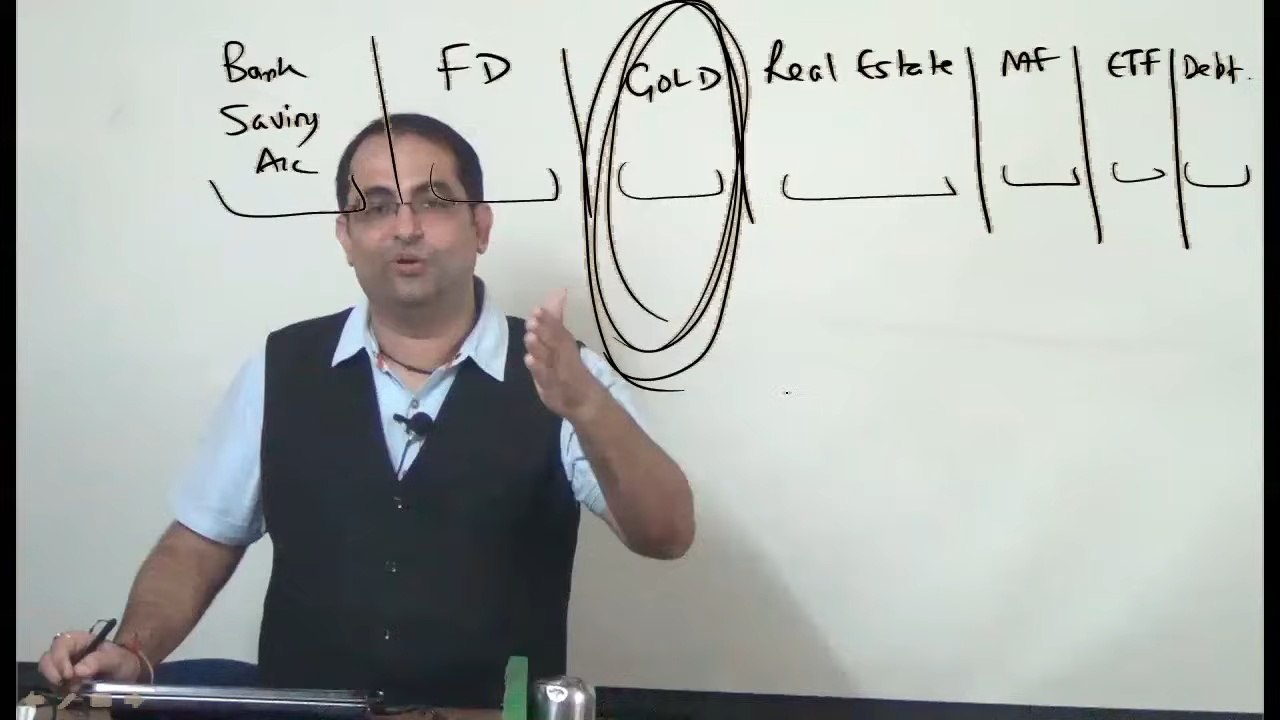 Bank
Saving
A/c
FD
GOLD
Real Estate
MF
ETF
Debt.